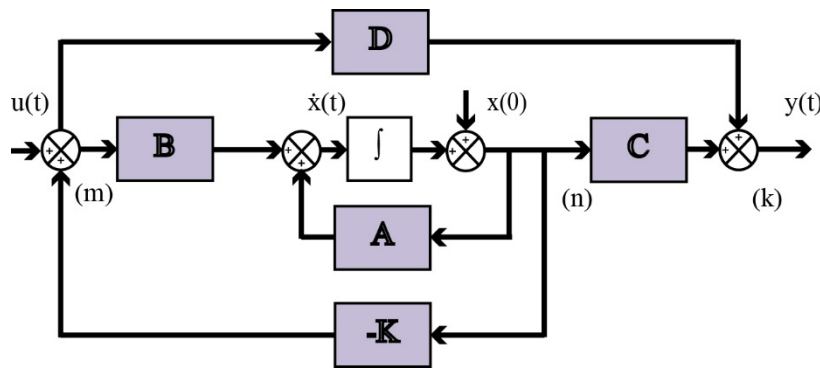 D
u(t)
ẋ(t)
x(0)
y(t)
B
∫
C
+
+
+
+
+
+
+
+
(m)
(n)
(k)
A
-K